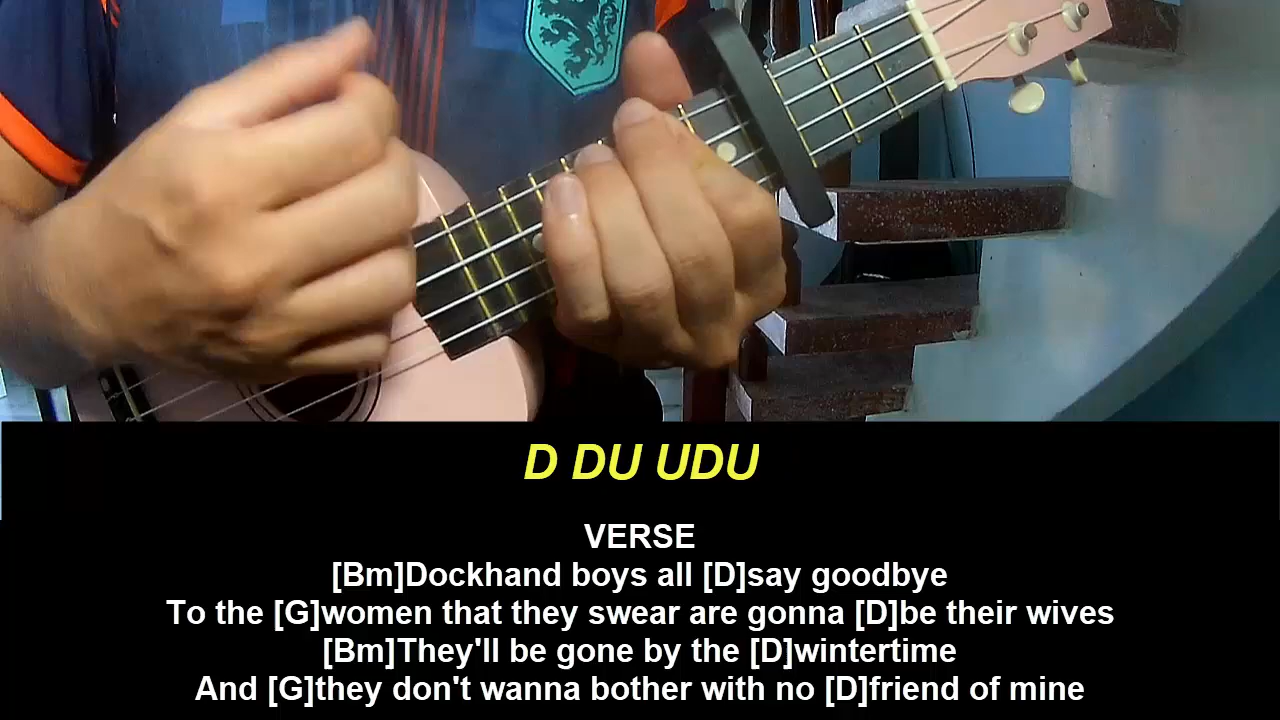 D DU UDU
VERSE
[Bm]Dockhand boys all [D]say goodbye
To the [G]women that they swear are gonna [D]be their wives
[Bm]They'll be gone by the [D]wintertime
And [G]they don't wanna bother with no [D]friend of mine